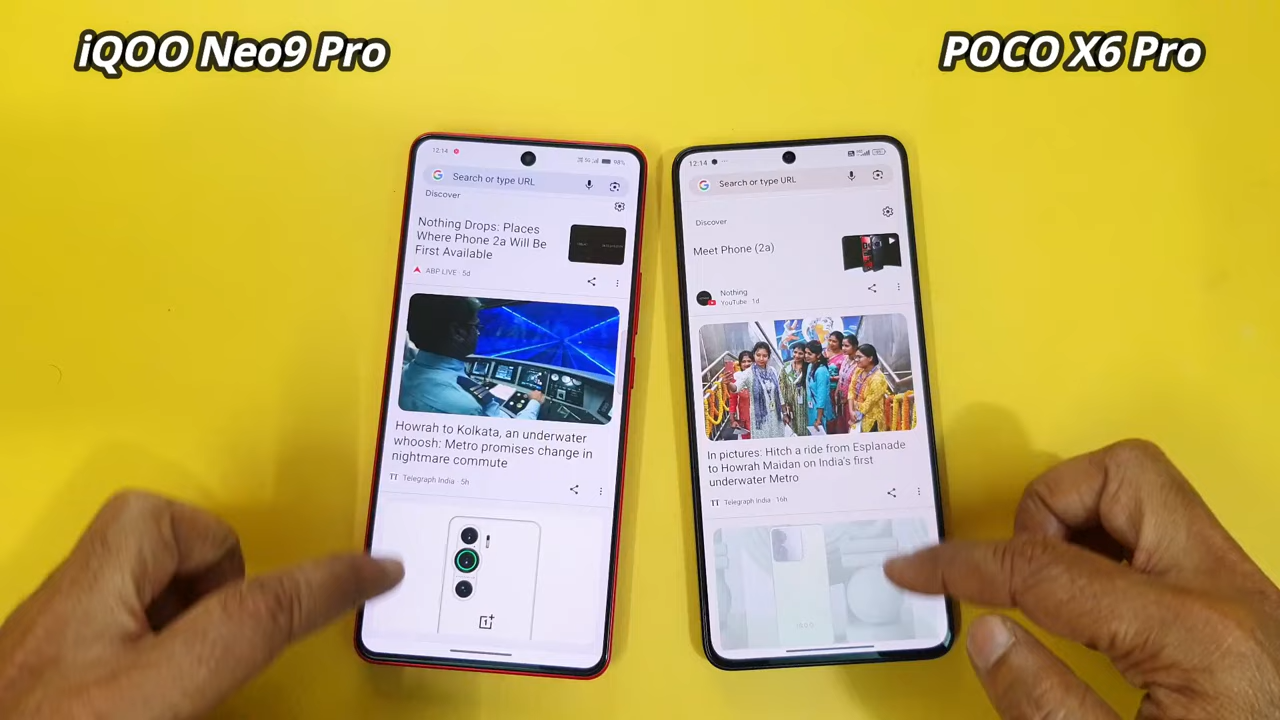 iQOO Neo9 Pro
POCO X6 Pro
12:14
98%
Search or type URL
Discover
Nothing Drops: Places
Where Phone 2a Will Be
First Available
ABP LIVE · 5d
Howrah to Kolkata, an underwater
whoosh: Metro promises change in
nightmare commute
TT Telegraph India · 5h
12:14
Search or type URL
Discover
Meet Phone (2a)
Nothing
YouTube · 1d
In pictures: Hitch a ride from Esplanade
to Howrah Maidan on India's first
underwater Metro
TT Telegraph India · 16h